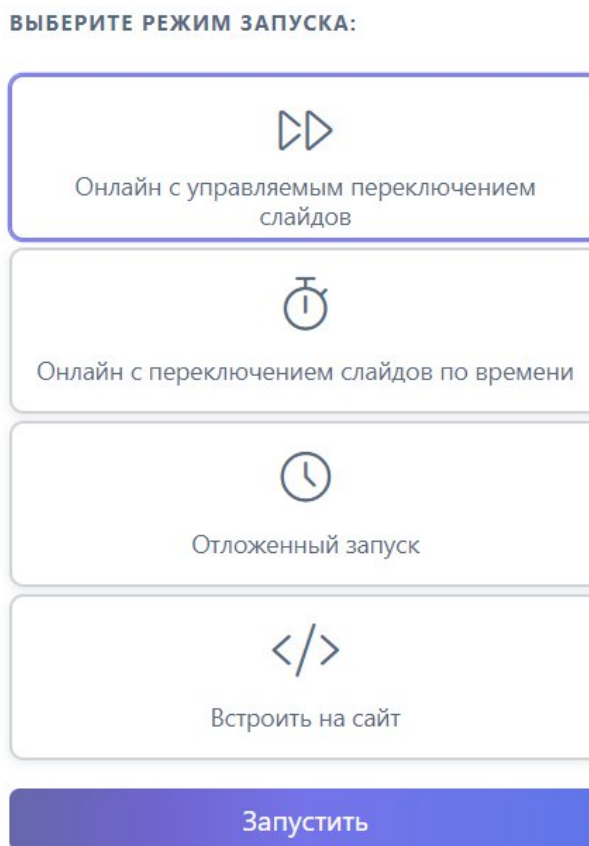 ВЫБЕРИТЕ РЕЖИМ ЗАПУСКА:
Онлайн с управляемым переключением
слайдов
Онлайн с переключением слайдов по времени
Отложенный запуск
Встроить на сайт
Запустить